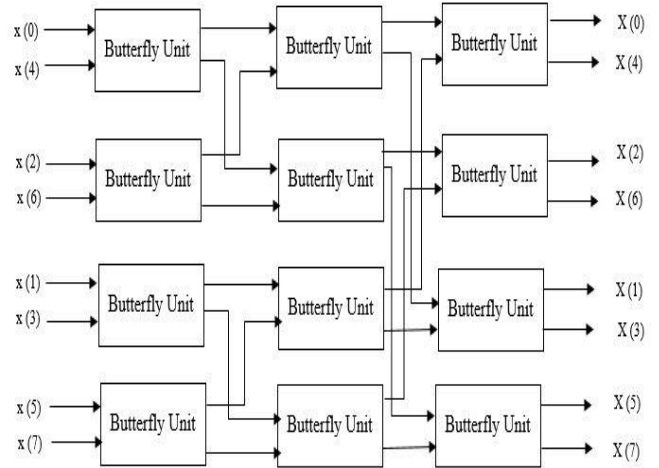 x (0)
x (4)
Butterfly Unit
Butterfly Unit
Butterfly Unit
X (0)
X (4)
x (2)
x (6)
Butterfly Unit
Butterfly Unit
Butterfly Unit
X (2)
X (6)
x (1)
x (3)
Butterfly Unit
Butterfly Unit
Butterfly Unit
X (1)
X (3)
x (5)
x (7)
Butterfly Unit
Butterfly Unit
Butterfly Unit
X (5)
X (7)